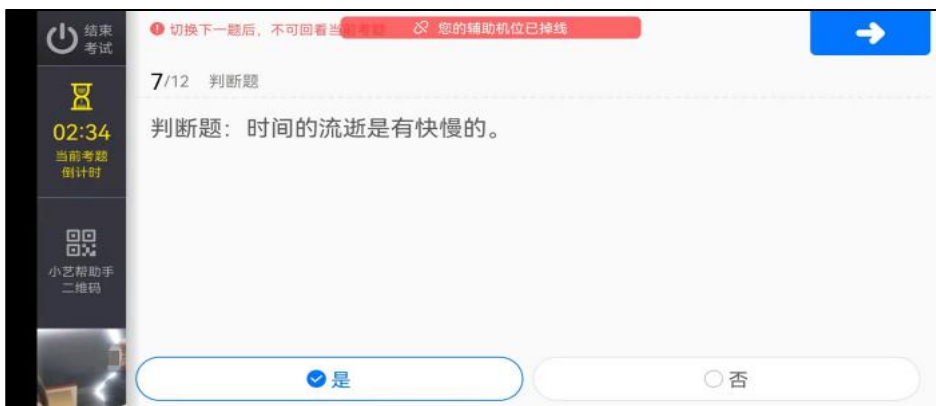 结束
考试
切换下一题后，不可回看当
您的辅助机位已掉线
7/12 判断题
02:34
当前考题
倒计时
判断题：时间的流逝是有快慢的。
小艺帮助手
二维码
是
否